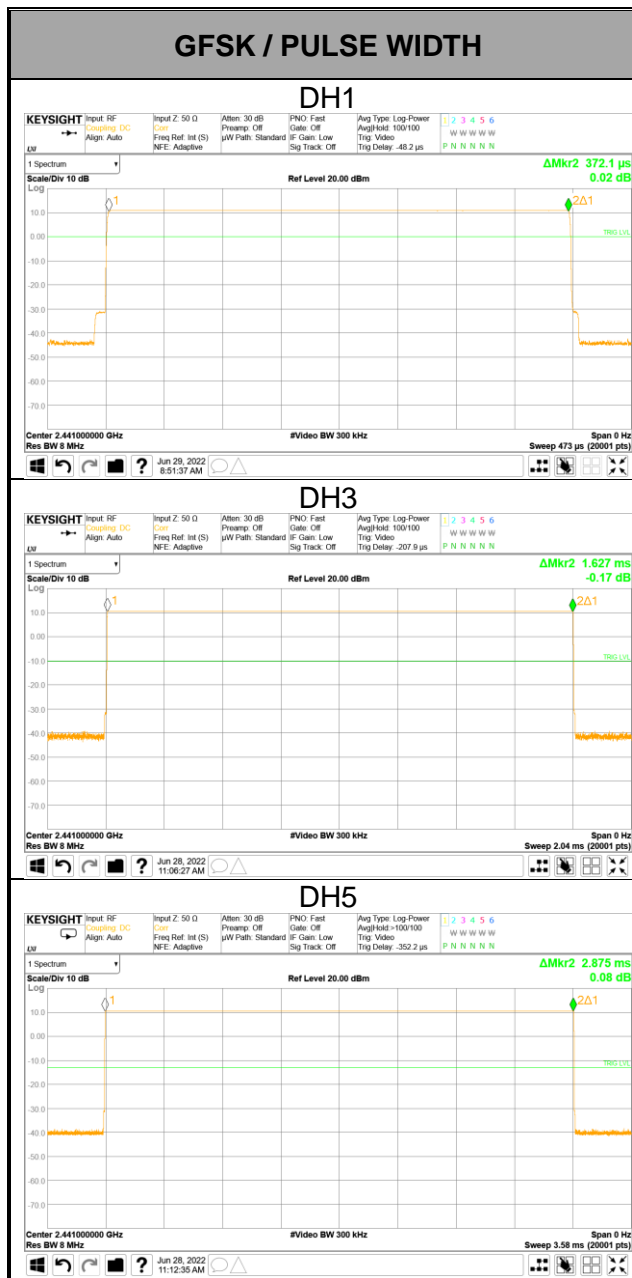 GFSK / PULSE WIDTH
DH1
KEYSIGHT Input: RF Input Z: 50 Ω Atten: 30 dB PNO: Fast Avg Type: Log-Power 1 2 3 4 5 6
Coupling: DC Corr Preamp: Off Gate: Off Avg|Hold: 100/100 W W W W W
Align: Auto Freq Ref: Int (S) µW Path: Standard IF Gain: Low Trig: Video
LXI NFE: Adaptive Sig Track: Off Trig Delay: -48.2 µs P N N N N N
1 Spectrum ΔMkr2 372.1 µs
Scale/Div 10 dB Ref Level 20.00 dBm 0.02 dB
Log
1 2Δ1
10.0
0.00 TRIG LVL
-10.0
-20.0
-30.0
-40.0
-50.0
-60.0
-70.0
Center 2.441000000 GHz #Video BW 300 kHz Span 0 Hz
Res BW 8 MHz Sweep 473 µs (20001 pts)
? Jun 29, 2022
8:51:37 AM
DH3
KEYSIGHT Input: RF Input Z: 50 Ω Atten: 30 dB PNO: Fast Avg Type: Log-Power 1 2 3 4 5 6
Coupling: DC Corr Preamp: Off Gate: Off Avg|Hold: 100/100 W W W W W
Align: Auto Freq Ref: Int (S) µW Path: Standard IF Gain: Low Trig: Video
LXI NFE: Adaptive Sig Track: Off Trig Delay: -207.9 µs P N N N N N
1 Spectrum ΔMkr2 1.627 ms
Scale/Div 10 dB Ref Level 20.00 dBm -0.17 dB
Log
1 2Δ1
10.0
0.00
-10.0 TRIG LVL
-20.0
-30.0
-40.0
-50.0
-60.0
-70.0
Center 2.441000000 GHz #Video BW 300 kHz Span 0 Hz
Res BW 8 MHz Sweep 2.04 ms (20001 pts)
? Jun 28, 2022
11:06:27 AM
DH5
KEYSIGHT Input: RF Input Z: 50 Ω Atten: 30 dB PNO: Fast Avg Type: Log-Power 1 2 3 4 5 6
Coupling: DC Corr Preamp: Off Gate: Off Avg|Hold:>100/100 W W W W W
Align: Auto Freq Ref: Int (S) µW Path: Standard IF Gain: Low Trig: Video
LXI NFE: Adaptive Sig Track: Off Trig Delay: -352.2 µs P N N N N N
1 Spectrum ΔMkr2 2.875 ms
Scale/Div 10 dB Ref Level 20.00 dBm 0.08 dB
Log
1 2Δ1
10.0
0.00
-10.0
TRIG LVL
-20.0
-30.0
-40.0
-50.0
-60.0
-70.0
Center 2.441000000 GHz #Video BW 300 kHz Span 0 Hz
Res BW 8 MHz Sweep 3.58 ms (20001 pts)
? Jun 28, 2022
11:12:35 AM